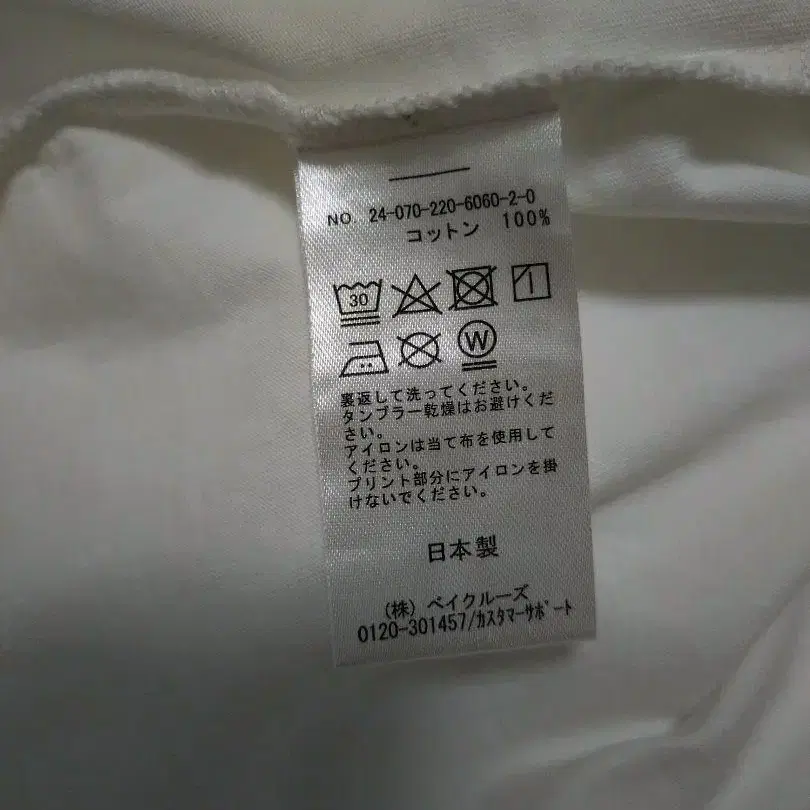 NO. 24-070-220-6060-2-0
コットン 100%
30
W
裏返して洗ってください。
タンブラー乾燥はお避けくだ
さい。
アイロンは当て布を使用して
ください。
プリント部分にアイロンを掛
けないでください。
日本製
(株) ベイクルーズ
0120-301457/カスタマーサポート